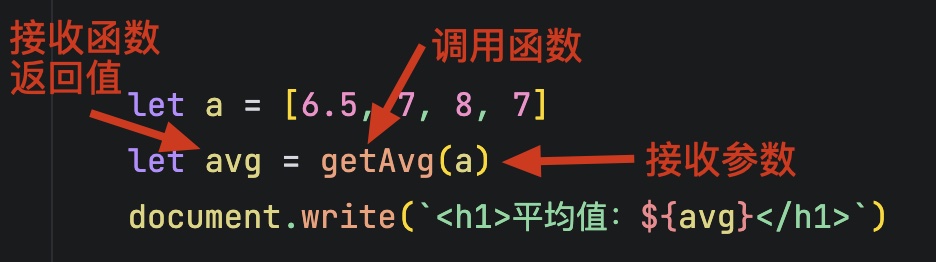 接收函数
返回值
调用函数
let a = [6.5, 7, 8, 7]
let avg = getAvg(a)
接收参数
document.write(`<h1>平均值：${avg}</h1>`)